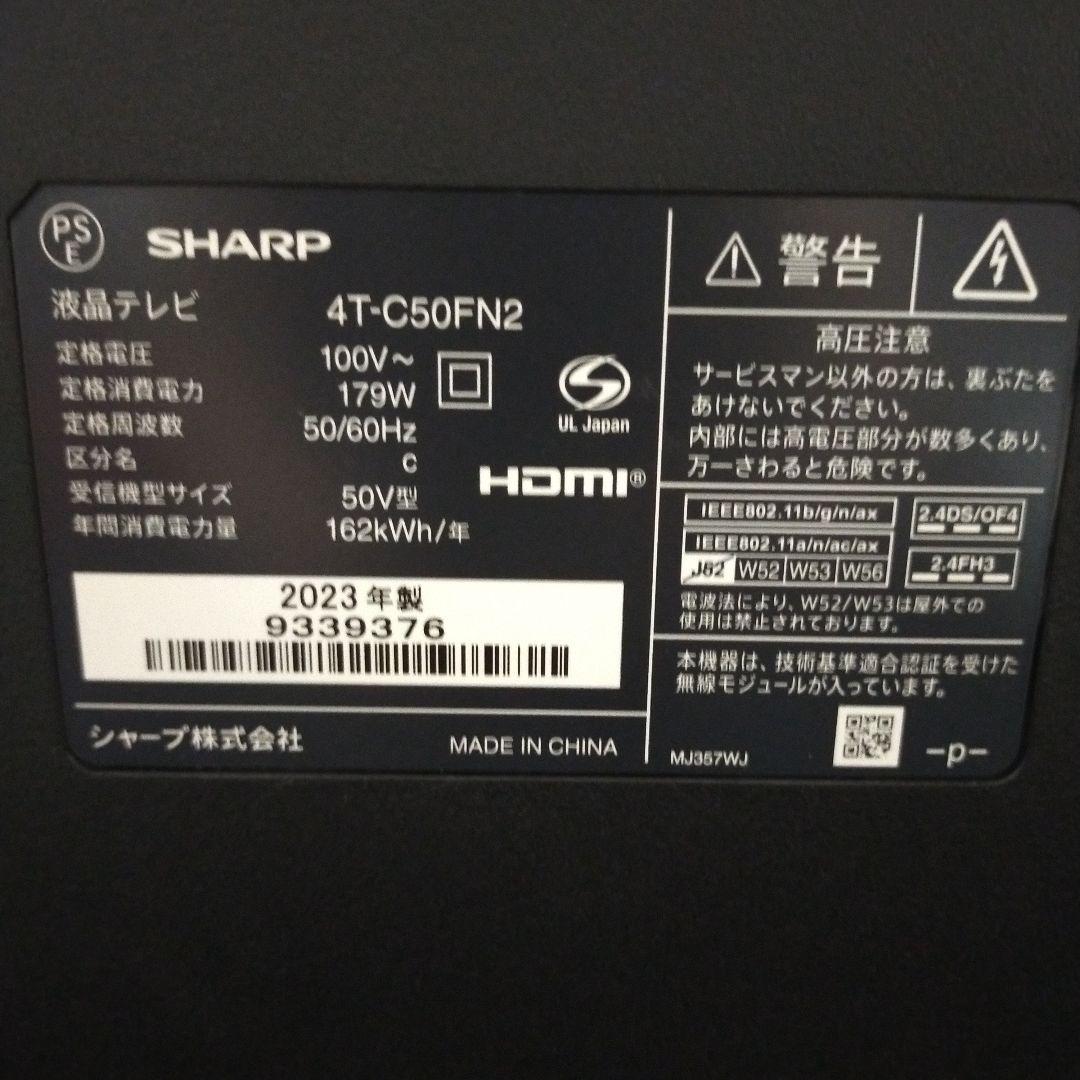 PS
E
SHARP
液晶テレビ 4T-C50FN2
定格電圧 100V～
定格消費電力 179W
定格周波数 50/60Hz
区分名 C
受信機型サイズ 50V型
年間消費電力量 162kWh/年
UL Japan
HDMI®
2023年製
9339376
シャープ株式会社 MADE IN CHINA
警告
高圧注意
サービスマン以外の方は、裏ぶたを
あけないでください。
内部には高電圧部分が数多くあり、
万一さわると危険です。
IEEE802.11b/g/n/ax
IEEE802.11a/n/ac/ax
J52 W52 W53 W56
2.4DS/OF4
2.4FH3
電波法により、W52/W53は屋外での
使用は禁止されております。
本機器は、技術基準適合認証を受けた
無線モジュールが入っています。
MJ357WJ
-p-